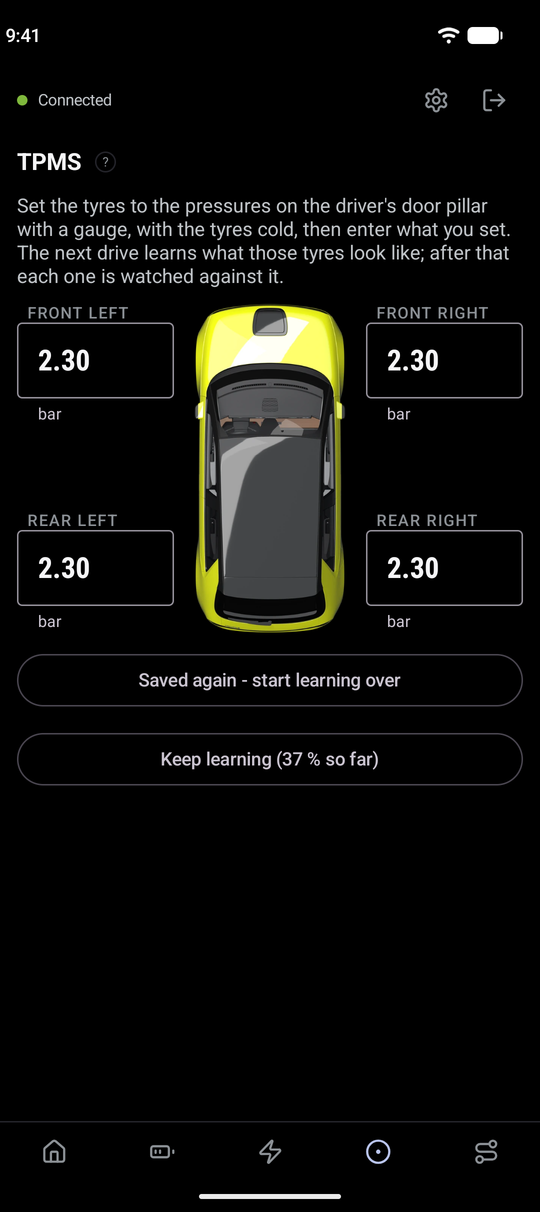 9:41
Connected
TPMS ?
Set the tyres to the pressures on the driver's door pillar
with a gauge, with the tyres cold, then enter what you set.
The next drive learns what those tyres look like; after that
each one is watched against it.
FRONT LEFT
2.30
bar
FRONT RIGHT
2.30
bar
REAR LEFT
2.30
bar
REAR RIGHT
2.30
bar
Saved again - start learning over
Keep learning (37 % so far)